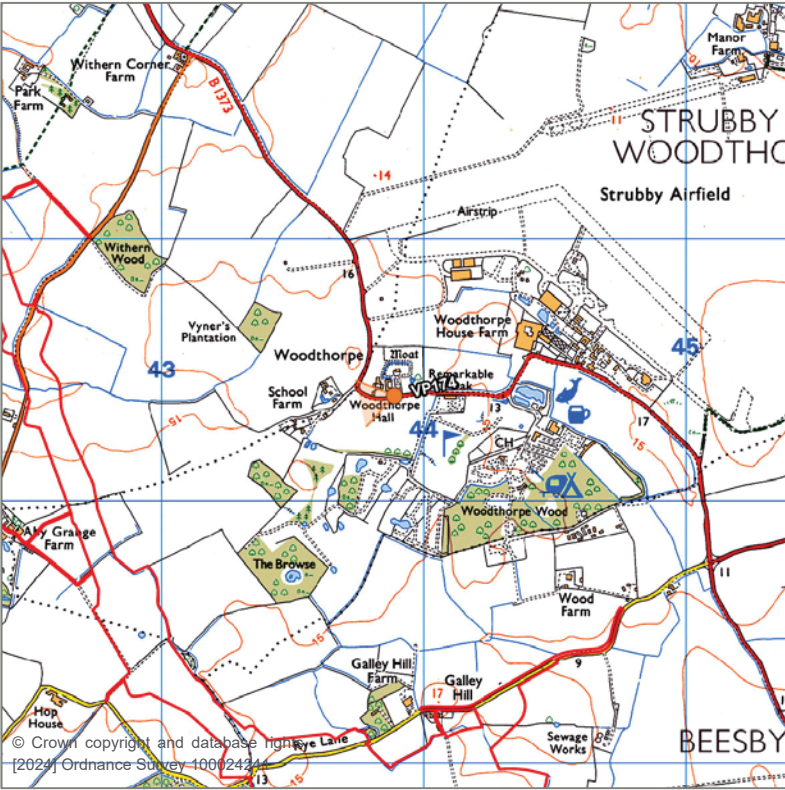 Manor
Farm
Withern Corner
Farm
Park
Farm
B 1373
10
11
STRUBBY
WOODTHO
·14
Strubby Airfield
Airstrip
Withern
Wood
16
Vyner's
Plantation
Woodthorpe
House Farm
45
43
Woodthorpe
Moat
Remarkable
VP174
School
Farm
Woodthorpe
Hall
13
17
15
44
CH
15
Woodthorpe Wood
Aby Grange
Farm
The Browse
11
Wood
Farm
15
9
Galley Hill
Farm
Galley
Hill
17
Hop
House
Rye Lane
Sewage
Works
BEESBY
© Crown copyright and database rights
[2024] Ordnance Survey
13
15